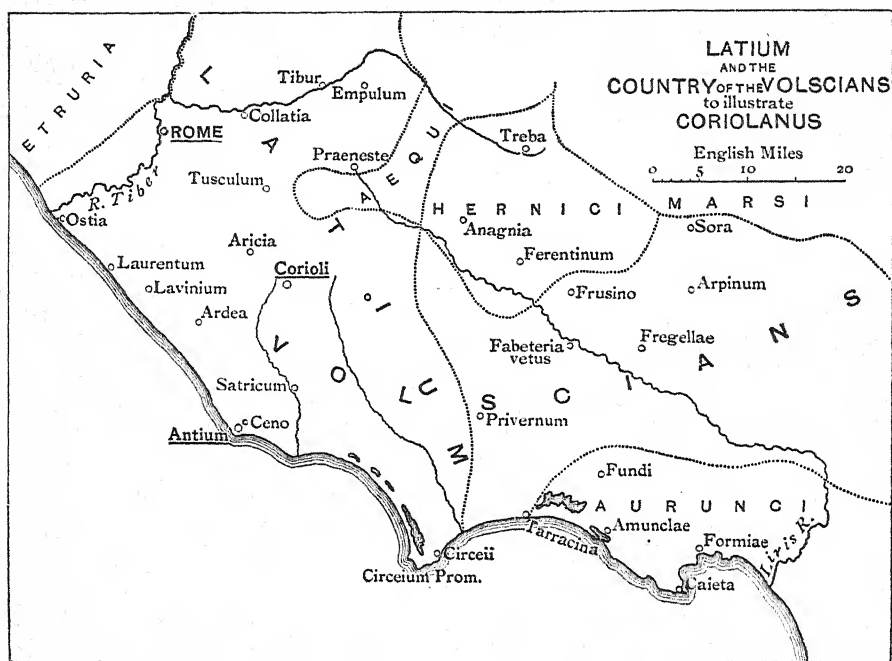 LATIUM
AND THE
COUNTRY OF THE VOLSCIANS
to illustrate
CORIOLANUS
English Miles
0 10 20
ETRURIA
LATIUM
Tibur
Empulum
Collatia
ROME
AEQUI
Treba
Praeneste
Tusculum
R. Tiber
Ostia
HERNICI
MARSI
Anagnia
Sora
Aricia
Ferentinum
Laurentum
Corioli
Lavinium
Frusino
Arpinum
Ardea
VOLSCIANS
Fabeteria
vetus
Fregellae
Satricum
Privernum
Ceno
Antium
Fundi
AURUNCI
Tarracina
Amunclae
Liris R.
Formiae
Circeii
Circeium Prom.
Caieta